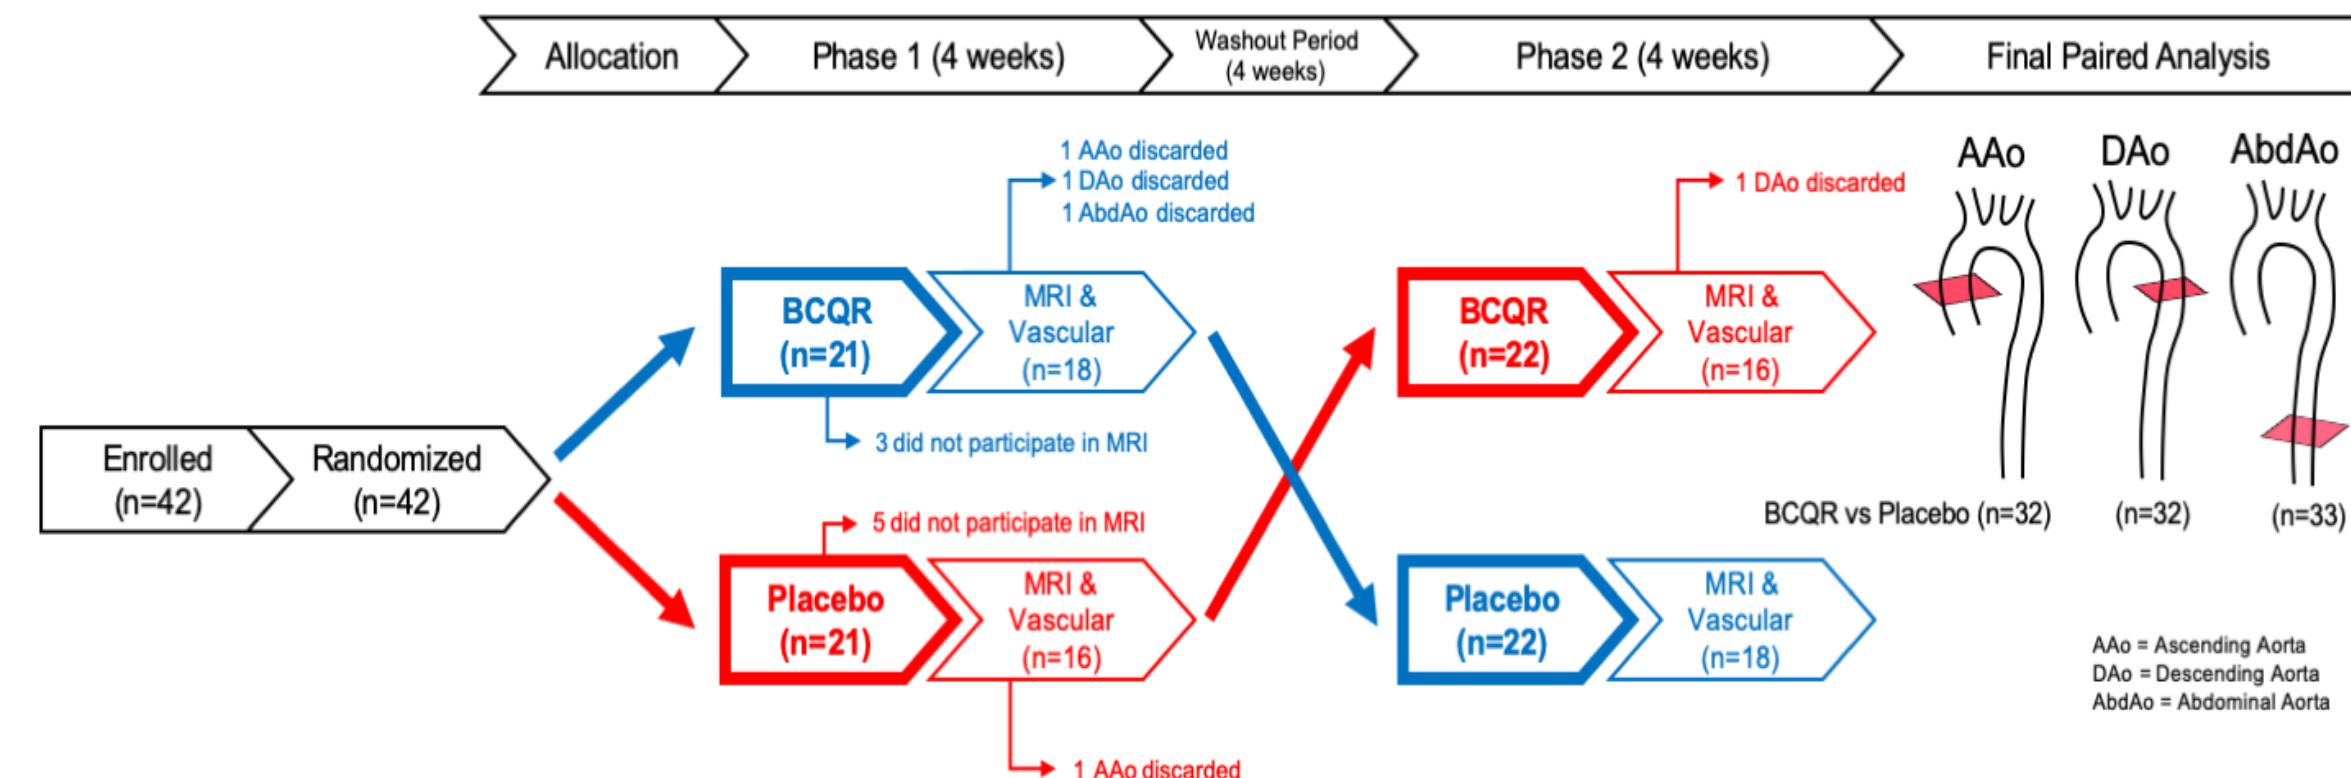 Allocation
Phase 1 (4 weeks)
Washout Period
(4 weeks)
Phase 2 (4 weeks)
Final Paired Analysis
1 AAo discarded
1 DAo discarded
1 AbdAo discarded
1 DAo discarded
AAo
DAo
AbdAo
BCQR
(n=21)
MRI &
Vascular
(n=18)
BCQR
(n=22)
MRI &
Vascular
(n=16)
3 did not participate in MRI
Enrolled
(n=42)
Randomized
(n=42)
5 did not participate in MRI
BCQR vs Placebo (n=32)
(n=32)
(n=33)
Placebo
(n=21)
MRI &
Vascular
(n=16)
Placebo
(n=22)
MRI &
Vascular
(n=18)
1 AAo discarded
AAo = Ascending Aorta
DAo = Descending Aorta
AbdAo = Abdominal Aorta